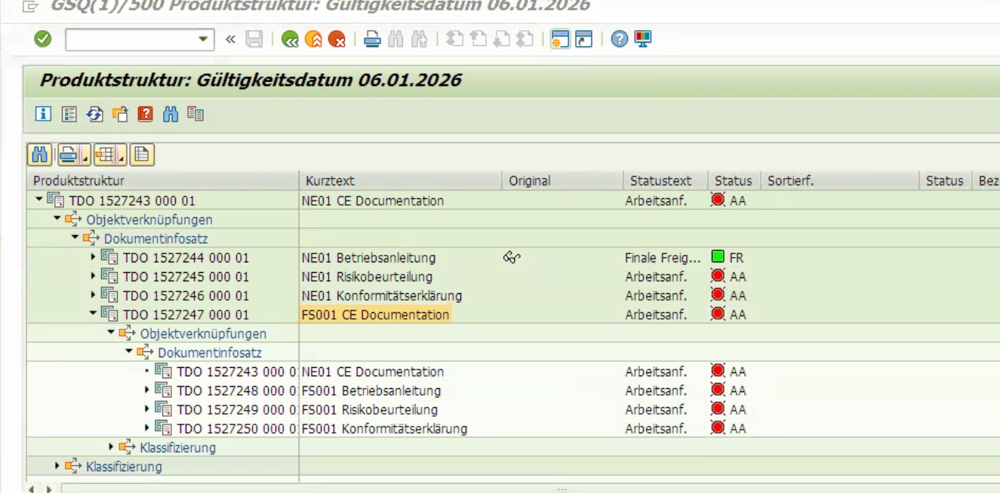 GSQ(1)/500 Produktstruktur: Gültigkeitsdatum 06.01.2026
Produktstruktur: Gültigkeitsdatum 06.01.2026
Produktstruktur Kurztext Original Statustext Status Sortierf. Status Bez
TDO 1527243 000 01 NE01 CE Documentation Arbeitsanf. AA
Objektverknüpfungen
Dokumentinfosatz
TDO 1527244 000 01 NE01 Betriebsanleitung Finale Freig... FR
TDO 1527245 000 01 NE01 Risikobeurteilung Arbeitsanf. AA
TDO 1527246 000 01 NE01 Konformitätserklärung Arbeitsanf. AA
TDO 1527247 000 01 FS001 CE Documentation Arbeitsanf. AA
Objektverknüpfungen
Dokumentinfosatz
TDO 1527243 000 0 NE01 CE Documentation Arbeitsanf. AA
TDO 1527248 000 0 FS001 Betriebsanleitung Arbeitsanf. AA
TDO 1527249 000 0 FS001 Risikobeurteilung Arbeitsanf. AA
TDO 1527250 000 0 FS001 Konformitätserklärung Arbeitsanf. AA
Klassifizierung
Klassifizierung